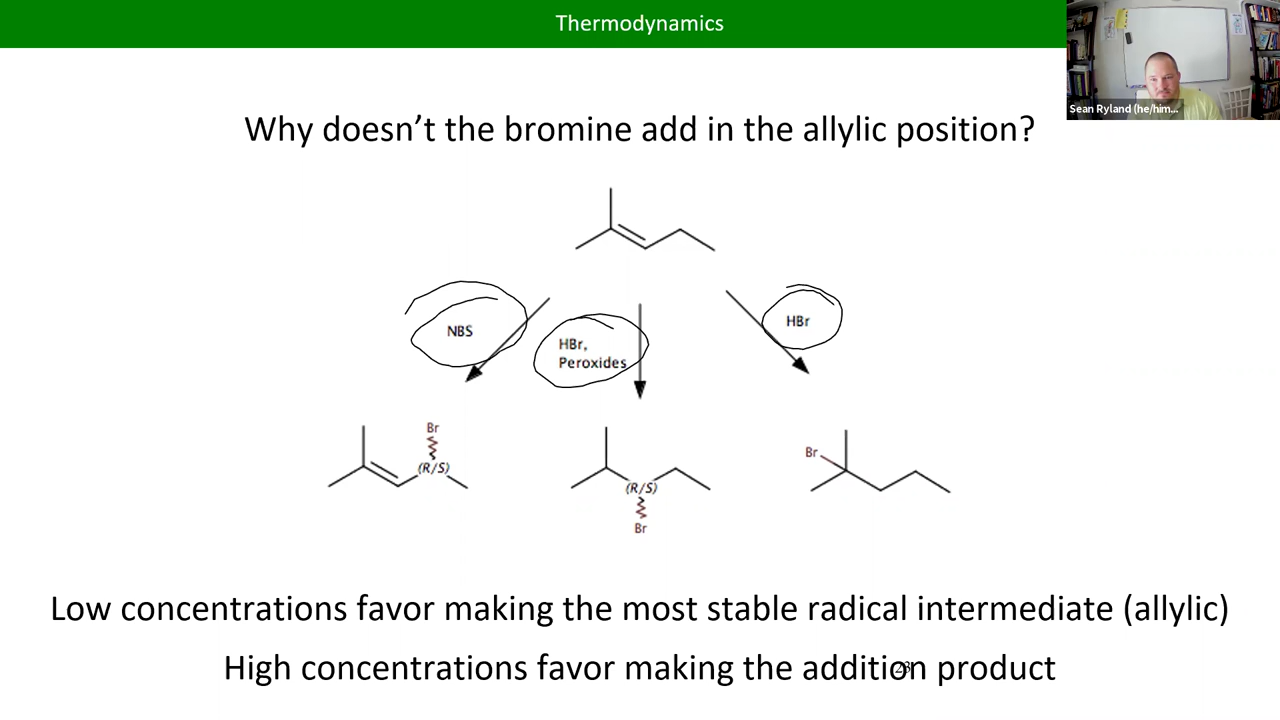 Thermodynamics
Sean Ryland (he/him...
Why doesn't the bromine add in the allylic position?
NBS
HBr,
Peroxides
HBr
Br
(R/S)
(R/S)
Br
Br
Low concentrations favor making the most stable radical intermediate (allylic)
High concentrations favor making the addition product
23